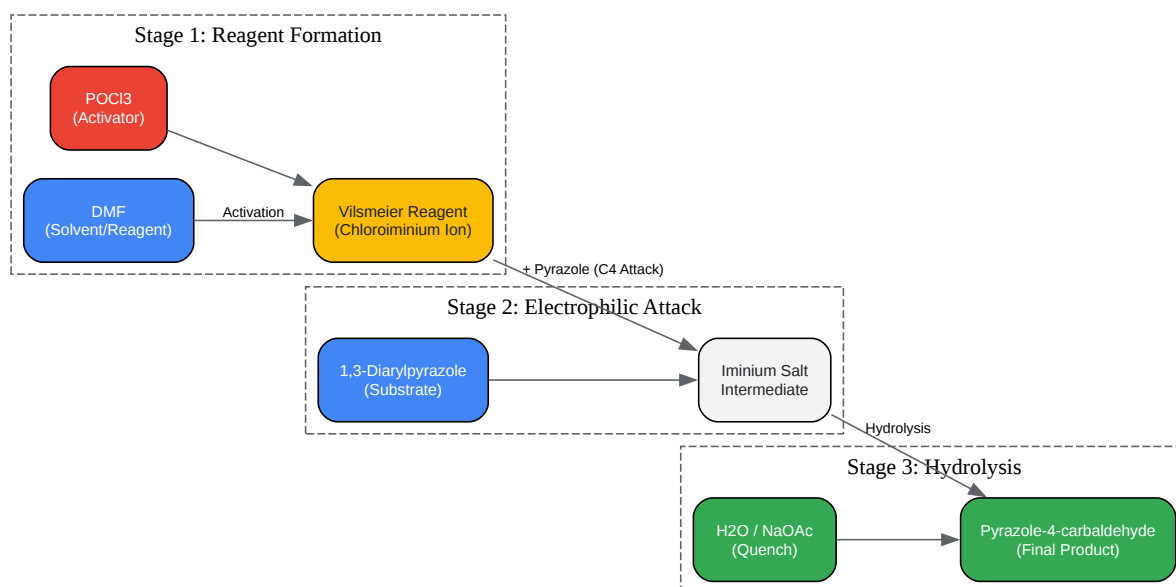 Stage 1: Reagent Formation
POCl3
(Activator)
DMF
(Solvent/Reagent)
Activation
Vilsmeier Reagent
(Chloroiminium Ion)
+ Pyrazole (C4 Attack)
Stage 2: Electrophilic Attack
1,3-Diarylpyrazole
(Substrate)
Iminium Salt
Intermediate
Hydrolysis
Stage 3: Hydrolysis
H2O / NaOAc
(Quench)
Pyrazole-4-carbaldehyde
(Final Product)